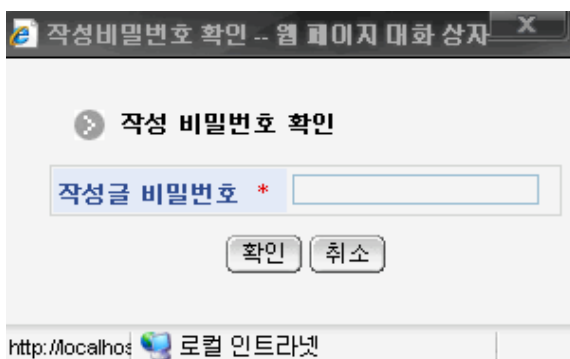 작성비밀번호 확인 -- 웹 페이지 대화 상자
작성 비밀번호 확인
작성글 비밀번호 *
확인 취소
http://localhos 로컬 인트라넷